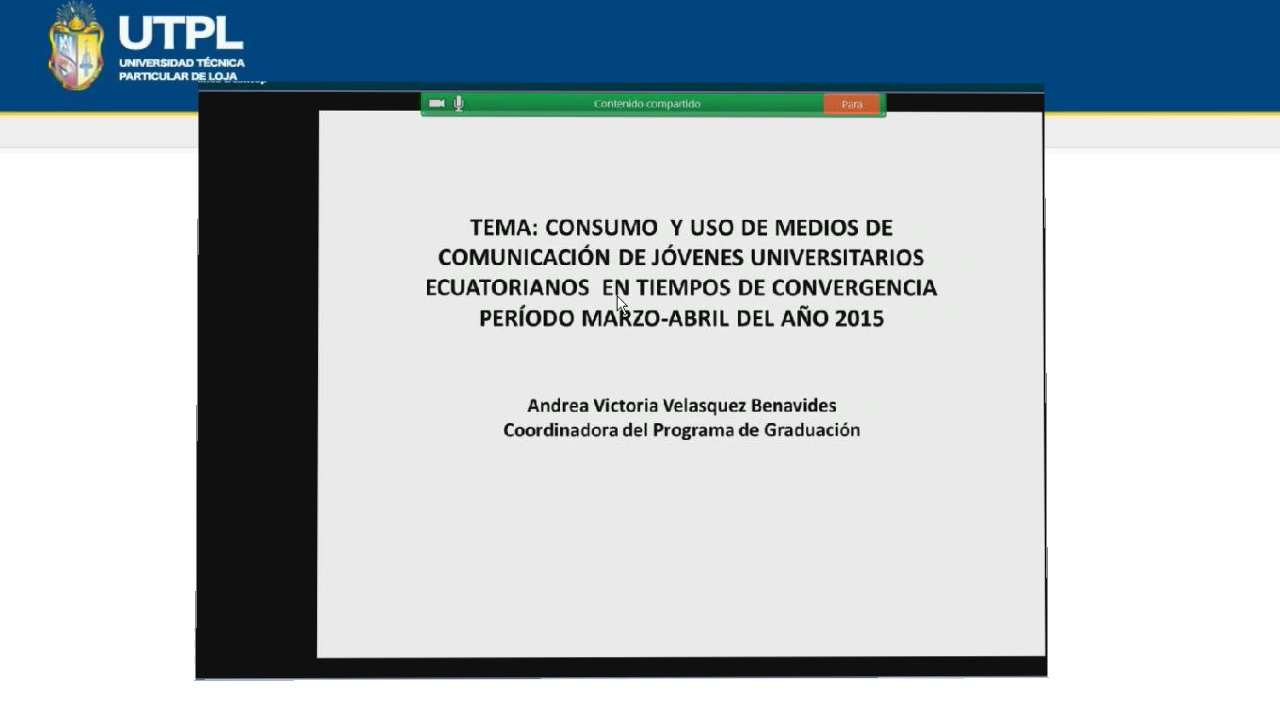 UTPL
UNIVERSIDAD TÉCNICA
PARTICULAR DE LOJA
Contenido compartido
Para
TEMA: CONSUMO Y USO DE MEDIOS DE
COMUNICACIÓN DE JÓVENES UNIVERSITARIOS
ECUATORIANOS EN TIEMPOS DE CONVERGENCIA
PERÍODO MARZO-ABRIL DEL AÑO 2015
Andrea Victoria Velasquez Benavides
Coordinadora del Programa de Graduación